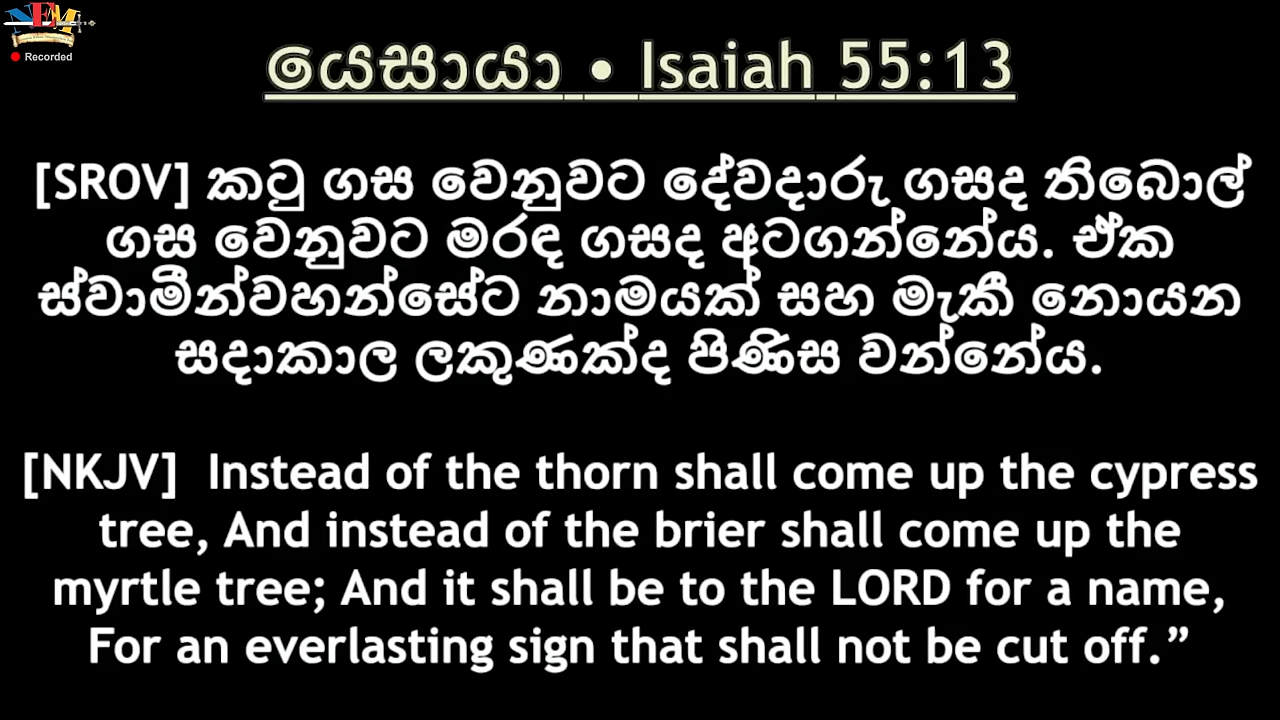 NEM
Recorded
යෙසායා • Isaiah 55:13
[SROV] කටු ගස වෙනුවට දේවදාරු ගසද තිබොල්
ගස වෙනුවට මරඳ ගසද අටගන්නේය. ඒක
ස්වාමීන්වහන්සේට නාමයක් සහ මැකී නොයන
සදාකාල ලකුණක්ද පිණිස වන්නේය.
[NKJV] Instead of the thorn shall come up the cypress
tree, And instead of the brier shall come up the
myrtle tree; And it shall be to the LORD for a name,
For an everlasting sign that shall not be cut off.”